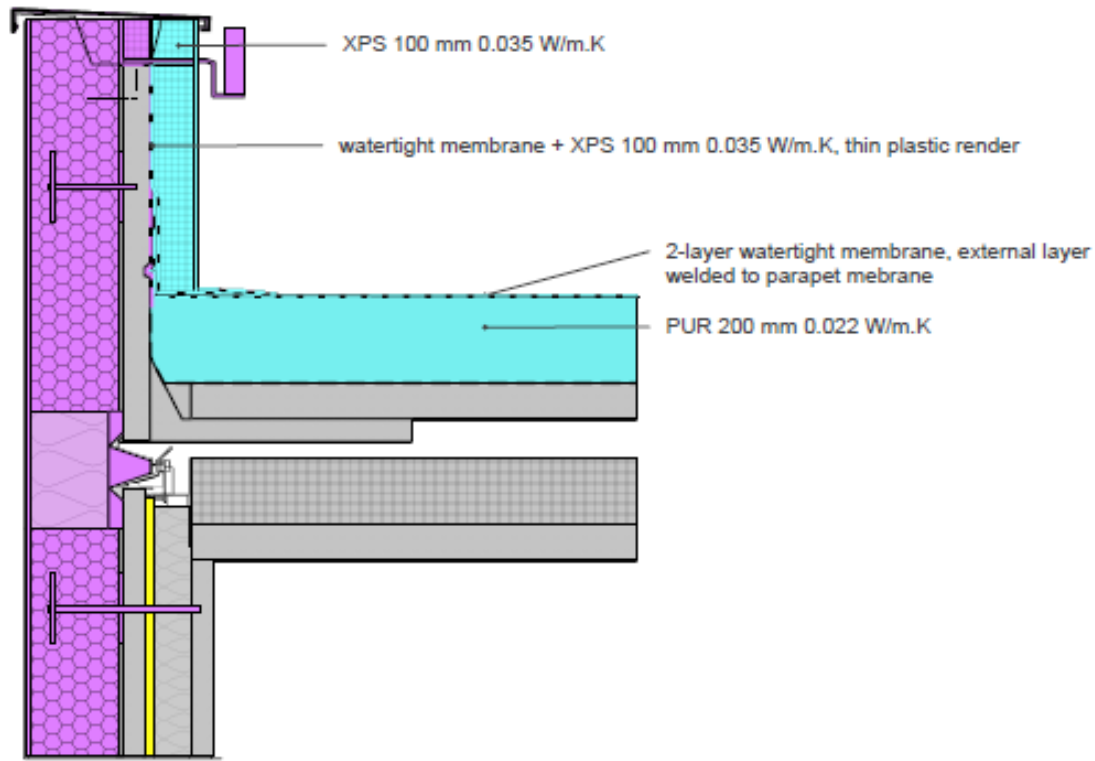 XPS 100 mm 0.035 W/m.K
watertight membrane + XPS 100 mm 0.035 W/m.K, thin plastic render
2-layer watertight membrane, external layer
welded to parapet mebrane
PUR 200 mm 0.022 W/m.K